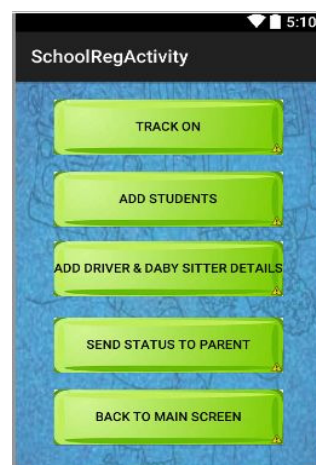 5:10
SchoolRegActivity
TRACK ON
ADD STUDENTS
ADD DRIVER & DABY SITTER DETAILS
SEND STATUS TO PARENT
BACK TO MAIN SCREEN